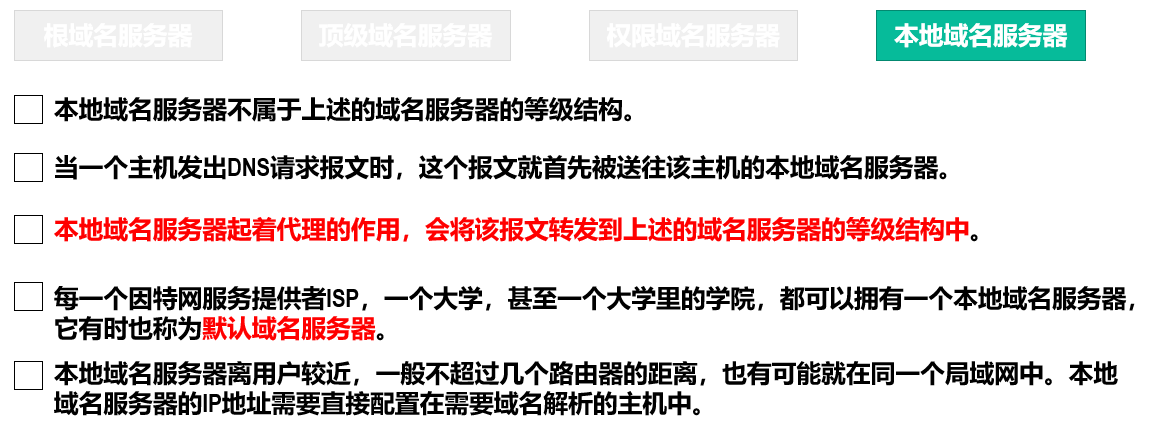 根域名服务器
顶级域名服务器
权限域名服务器
本地域名服务器
本地域名服务器不属于上述的域名服务器的等级结构。
当一个主机发出DNS请求报文时，这个报文就首先被送往该主机的本地域名服务器。
本地域名服务器起着代理的作用，会将该报文转发到上述的域名服务器的等级结构中。
每一个因特网服务提供者ISP，一个大学，甚至一个大学里的学院，都可以拥有一个本地域名服务器，
它有时也称为默认域名服务器。
本地域名服务器离用户较近，一般不超过几个路由器的距离，也有可能就在同一个局域网中。本地
域名服务器的IP地址需要直接配置在需要域名解析的主机中。